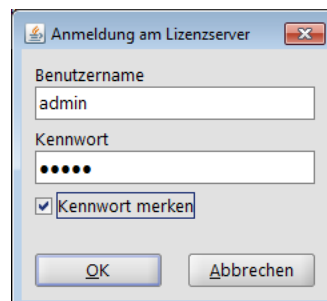 Anmeldung am Lizenzserver
Benutzername
admin
Kennwort
●●●●●
Kennwort merken
OK
Abbrechen